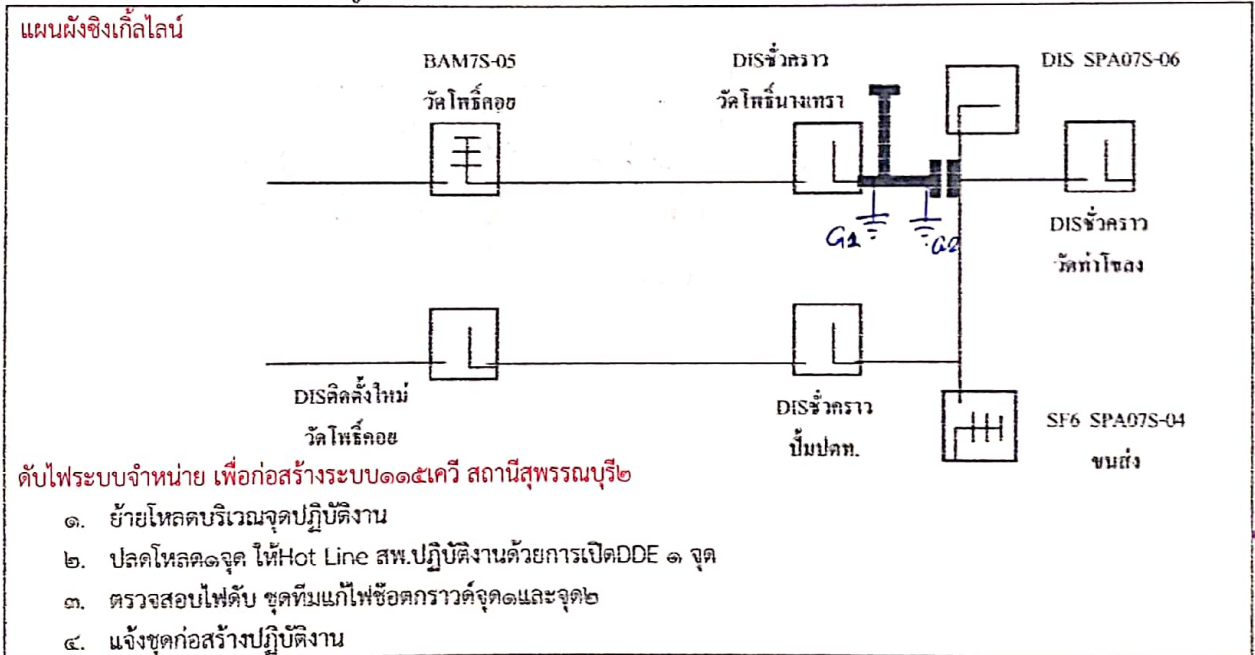 แผนผังซิงเกิ้ลไลน์
BAM7S-05
วัดโพธิ์คอย
DISชั่วคราว
วัดโพธิ์นางเทรา
DIS SPA07S-06
DISชั่วคราว
วัดท่าโขลง
G1
G2
DISติดตั้งใหม่
วัดโพธิ์คอย
DISชั่วคราว
ปั้มปตท.
SF6 SPA07S-04
ขนส่ง
ดับไฟระบบจำหน่าย เพื่อก่อสร้างระบบ๑๑๕เควี สถานีสุพรรณบุรี๒
๑. ย้ายโหลดบริเวณจุดปฏิบัติงาน
๒. ปลดโหลด๑จุด ให้Hot Line สพ.ปฏิบัติงานด้วยการเปิดDDE ๑ จุด
๓. ตรวจสอบไฟดับ ชุดทีมแก้ไฟช๊อตกราวด์จุด๑และจุด๒
๔. แจ้งชุดก่อสร้างปฏิบัติงาน